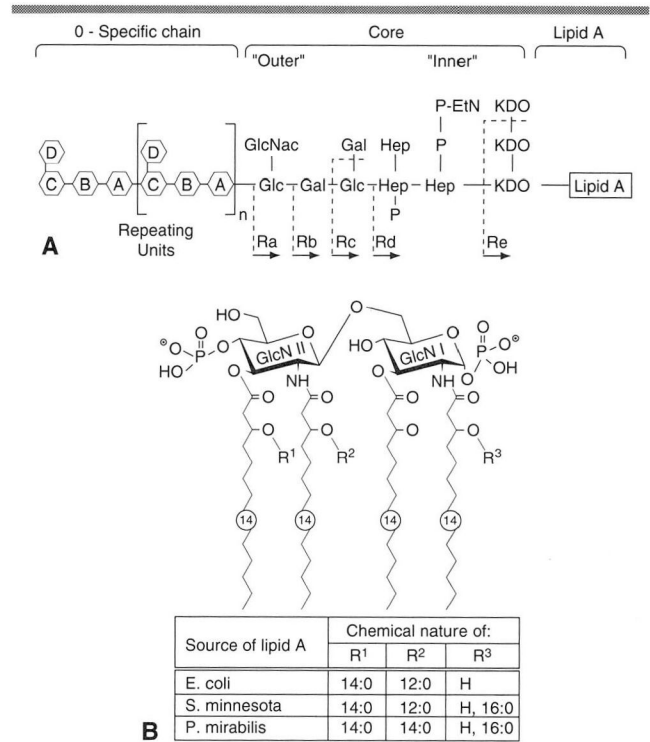 0 - Specific chain Core Lipid A
"Outer" "Inner"
P-EtN KDO
D D GlcNac Gal Hep P KDO
C B A C B A Glc Gal Glc Hep Hep KDO Lipid A
n P
Repeating
Units
Ra Rb Rc Rd Re
A
HO O
O P O HO
HO O O GlcN II O
NH
O HO O
GlcN I O P O
O NH O OH
O O O O
O O O O
R¹ R² R³
14 14 14 14
Source of lipid A Chemical nature of:
R¹ R² R³
E. coli 14:0 12:0 H
S. minnesota 14:0 12:0 H, 16:0
P. mirabilis 14:0 14:0 H, 16:0
B